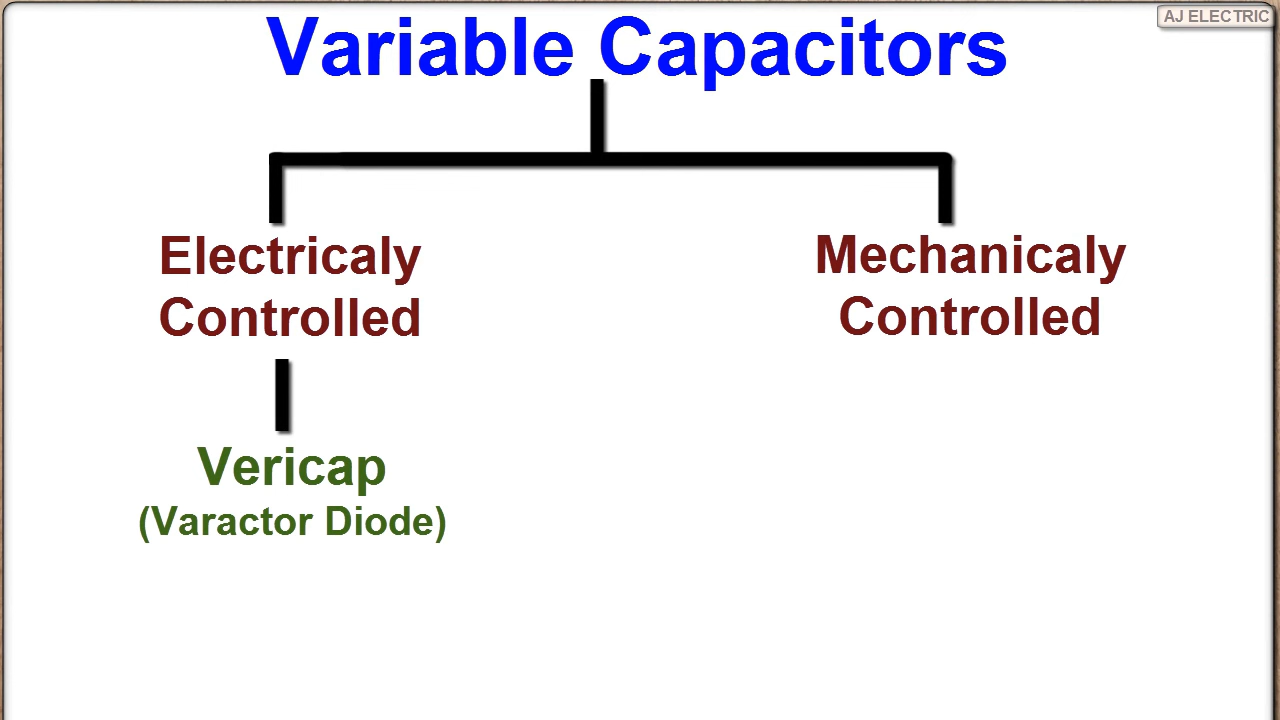 AJ ELECTRIC
Variable Capacitors
Electricaly
Controlled
Mechanicaly
Controlled
Vericap
(Varactor Diode)